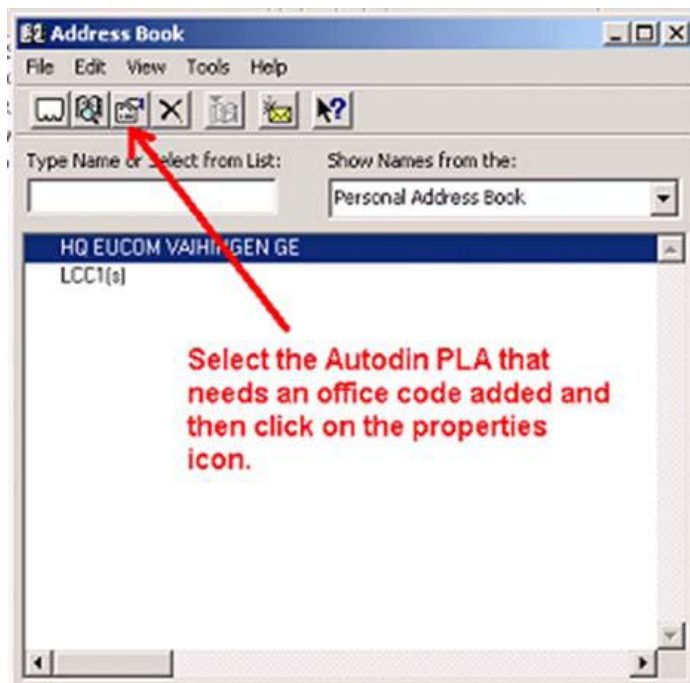 Address Book
File Edit View Tools Help
Type Name or Select from List:
Show Names from the:
Personal Address Book
HQ EUCOM VAIHINGEN GE
LCC1(s)
Select the Autodin PLA that
needs an office code added and
then click on the properties
icon.